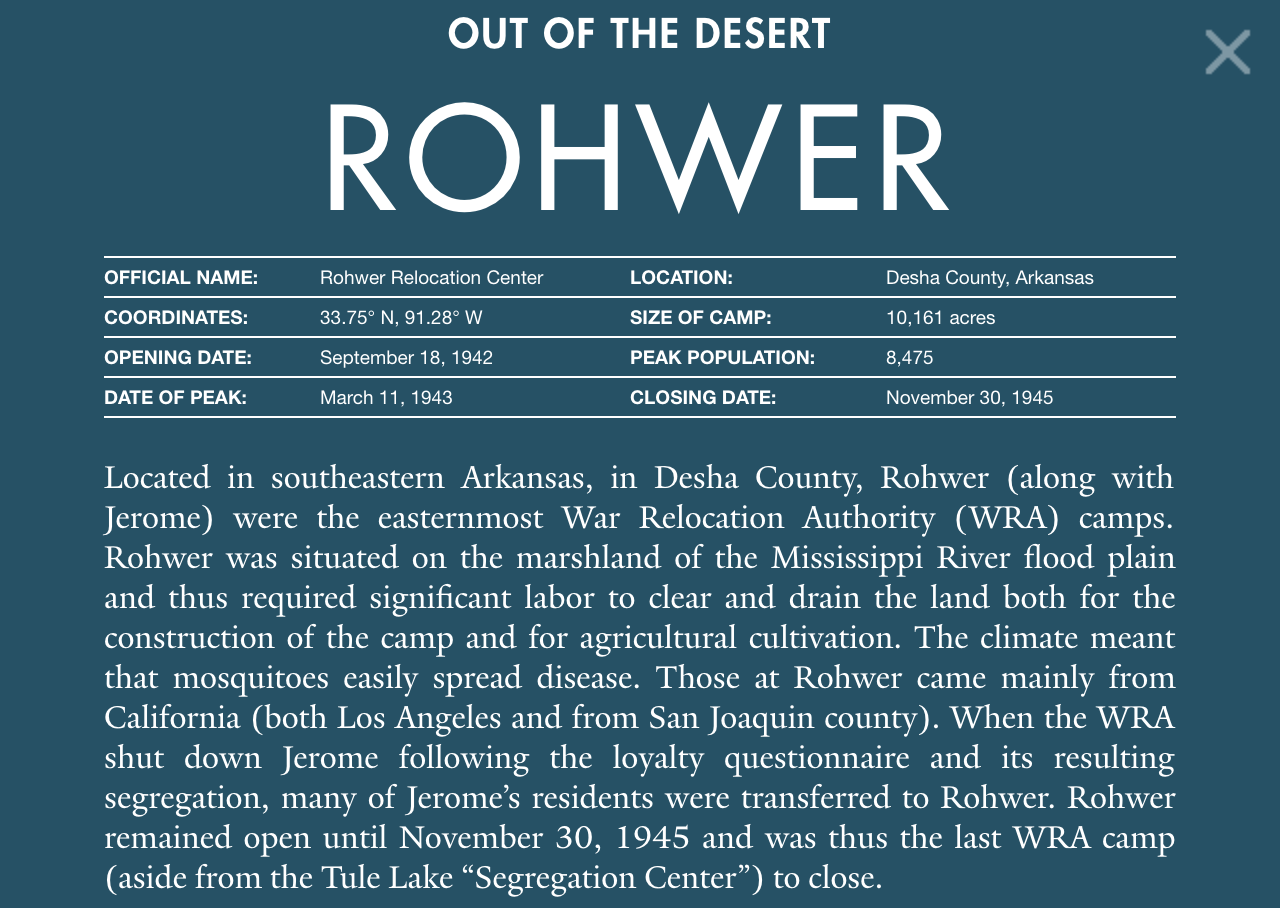 OUT OF THE DESERT
ROHWER
OFFICIAL NAME: Rohwer Relocation Center LOCATION: Desha County, Arkansas
COORDINATES: 33.75° N, 91.28° W SIZE OF CAMP: 10,161 acres
OPENING DATE: September 18, 1942 PEAK POPULATION: 8,475
DATE OF PEAK: March 11, 1943 CLOSING DATE: November 30, 1945
Located in southeastern Arkansas, in Desha County, Rohwer (along with
Jerome) were the easternmost War Relocation Authority (WRA) camps.
Rohwer was situated on the marshland of the Mississippi River flood plain
and thus required significant labor to clear and drain the land both for the
construction of the camp and for agricultural cultivation. The climate meant
that mosquitoes easily spread disease. Those at Rohwer came mainly from
California (both Los Angeles and from San Joaquin county). When the WRA
shut down Jerome following the loyalty questionnaire and its resulting
segregation, many of Jerome’s residents were transferred to Rohwer. Rohwer
remained open until November 30, 1945 and was thus the last WRA camp
(aside from the Tule Lake “Segregation Center”) to close.